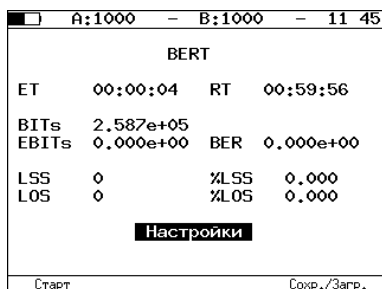 A:1000 – B:1000 – 11 45
BERT
ET 00:00:04 RT 00:59:56
BITs 2.587e+05
EBITs 0.000e+00 BER 0.000e+00
LSS 0 %LSS 0.000
LOS 0 %LOS 0.000
Настройки
Старт Сохр./Загр.